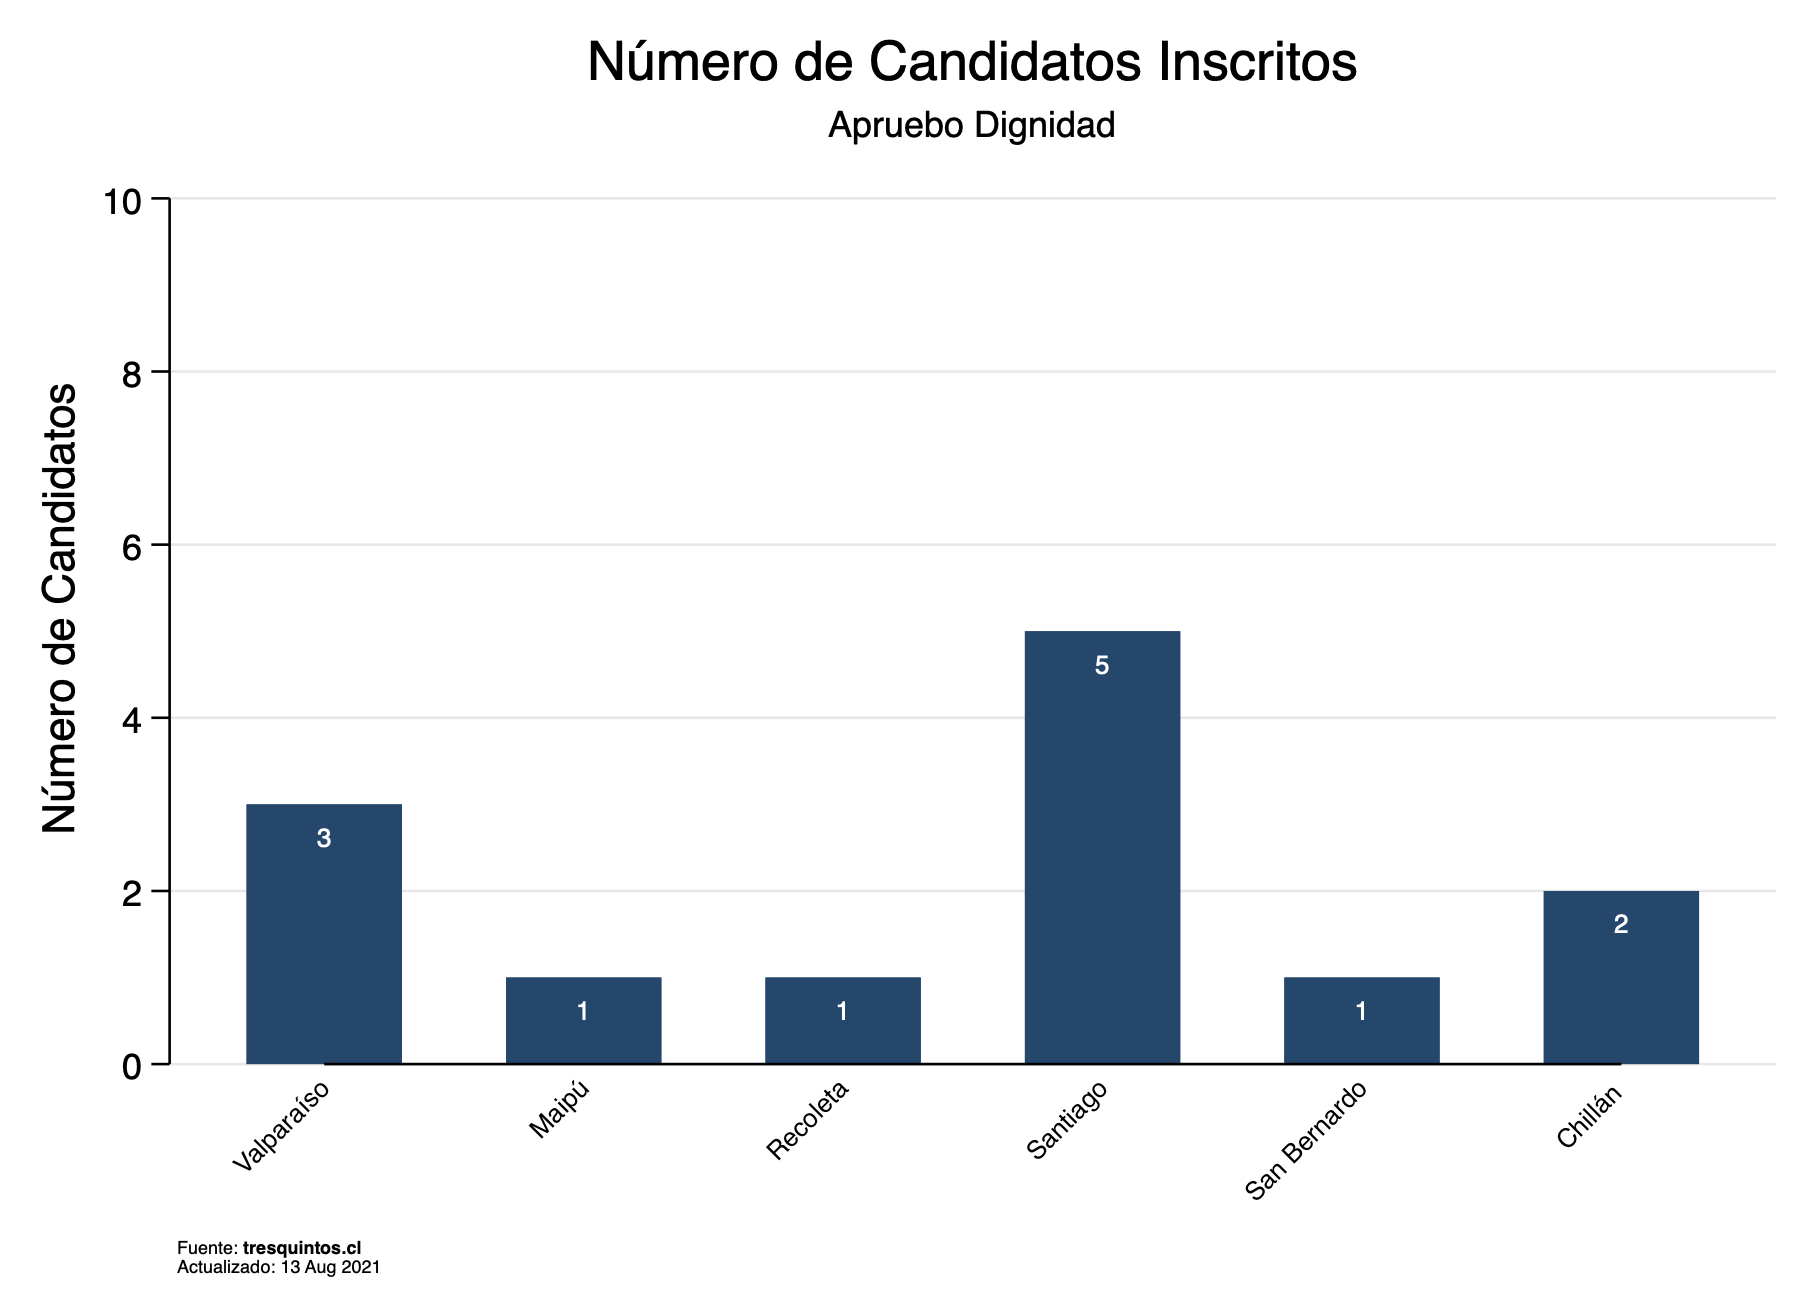 Número de Candidatos Inscritos
Apruebo Dignidad
Número de Candidatos
10
8
6
4
2
0
3
1
1
5
1
2
Valparaíso
Maipú
Recoleta
Santiago
San Bernardo
Chillán
Fuente: tresquintos.cl
Actualizado: 13 Aug 2021